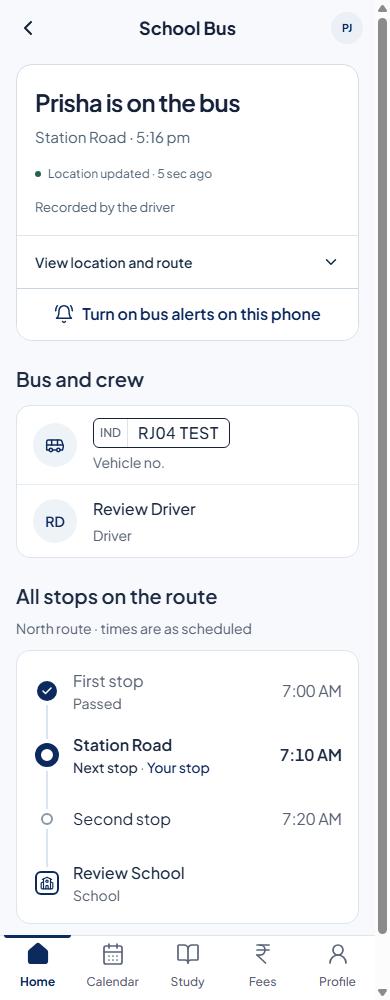 School Bus
PJ
Prisha is on the bus
Station Road · 5:16 pm
Location updated · 5 sec ago
Recorded by the driver
View location and route
Turn on bus alerts on this phone
Bus and crew
IND RJ04 TEST
Vehicle no.
RD
Review Driver
Driver
All stops on the route
North route · times are as scheduled
First stop 7:00 AM
Passed
Station Road 7:10 AM
Next stop · Your stop
Second stop 7:20 AM
Review School
School
Home Calendar Study Fees Profile